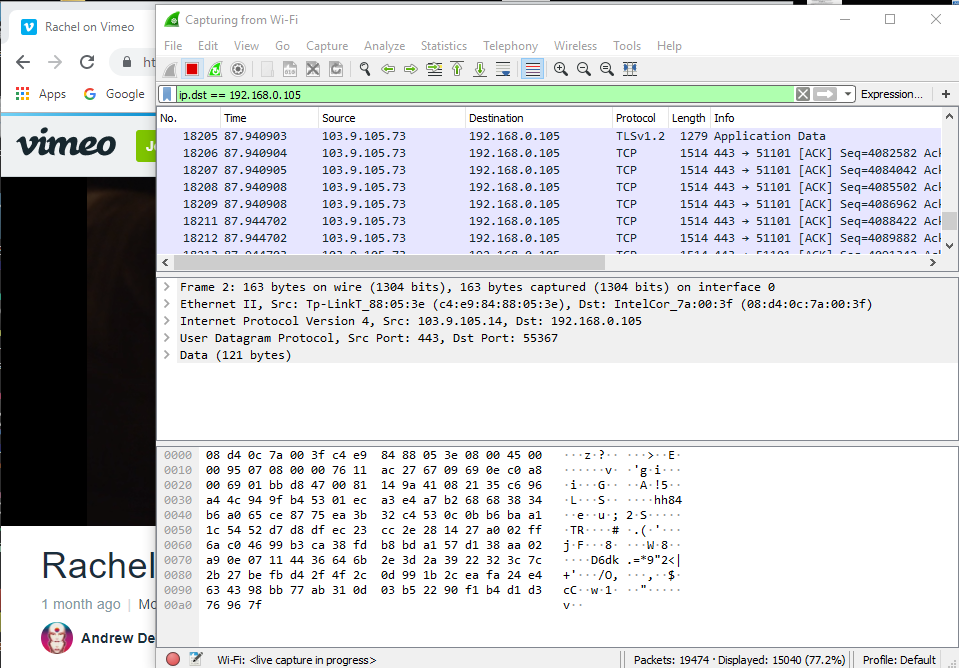 Rachel on Vimeo
Apps Google
vimeo
Rachel
1 month ago
Andrew De
Capturing from Wi-Fi
File Edit View Go Capture Analyze Statistics Telephony Wireless Tools Help
ip.dst == 192.168.0.105 Expression... +
No. Time Source Destination Protocol Length Info
18205 87.940903 103.9.105.73 192.168.0.105 TLSv1.2 1279 Application Data
18206 87.940904 103.9.105.73 192.168.0.105 TCP 1514 443 → 51101 [ACK] Seq=4082582 Ack
18207 87.940905 103.9.105.73 192.168.0.105 TCP 1514 443 → 51101 [ACK] Seq=4084042 Ack
18208 87.940908 103.9.105.73 192.168.0.105 TCP 1514 443 → 51101 [ACK] Seq=4085502 Ack
18209 87.940908 103.9.105.73 192.168.0.105 TCP 1514 443 → 51101 [ACK] Seq=4086962 Ack
18211 87.944702 103.9.105.73 192.168.0.105 TCP 1514 443 → 51101 [ACK] Seq=4088422 Ack
18212 87.944702 103.9.105.73 192.168.0.105 TCP 1514 443 → 51101 [ACK] Seq=4089882 Ack
Frame 2: 163 bytes on wire (1304 bits), 163 bytes captured (1304 bits) on interface 0
Ethernet II, Src: Tp-LinkT_88:05:3e (c4:e9:84:88:05:3e), Dst: IntelCor_7a:00:3f (08:d4:0c:7a:00:3f)
Internet Protocol Version 4, Src: 103.9.105.14, Dst: 192.168.0.105
User Datagram Protocol, Src Port: 443, Dst Port: 55367
Data (121 bytes)
0000 08 d4 0c 7a 00 3f c4 e9 84 88 05 3e 08 00 45 00 ···z·?·· ···>··E·
0010 00 95 07 08 00 00 76 11 ac 27 67 09 69 0e c0 a8 ······v· ·'g·i···
0020 00 69 01 bb d8 47 00 81 14 9a 41 08 21 35 c6 96 ·i···G·· ··A·!5··
0030 a4 4c 94 9f b4 53 01 ec a3 e4 a7 b2 68 68 38 34 ·L···S·· ····hh84
0040 b6 a0 65 ce 87 75 ea 3b 32 c4 53 0c 0b b6 ba a1 ··e··u·; 2·S·····
0050 1c 54 52 d7 d8 df ec 23 cc 2e 28 14 27 a0 02 ff ·TR····# ·.(·'···
0060 6a c0 46 99 b3 ca 38 fd b8 bd a1 57 d1 38 aa 02 j·F···8· ···W·8··
0070 a9 0e 07 11 44 36 64 6b 2e 3d 2a 39 22 32 3c 7c ····D6dk .=*9"2<|
0080 2b 27 be fb d4 2f 4f 2c 0d 99 1b 2c ea fa 24 e4 +'···/O, ···,··$·
0090 63 43 98 bb 77 ab 31 0d 03 b5 22 90 f1 b4 d1 d3 cC··w·1· ··"·····
00a0 76 96 7f v··
Wi-Fi: <live capture in progress> Packets: 19474 · Displayed: 15040 (77.2%) Profile: Default